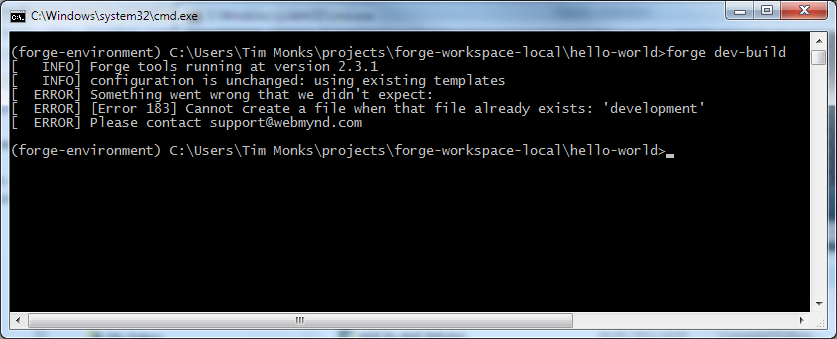 C:\Windows\system32\cmd.exe
(forge-environment) C:\Users\Tim Monks\projects\forge-workspace-local\hello-world>forge dev-build
[   INFO] Forge tools running at version 2.3.1
[   INFO] configuration is unchanged: using existing templates
[  ERROR] Something went wrong that we didn't expect:
[  ERROR] [Error 183] Cannot create a file when that file already exists: 'development'
[  ERROR] Please contact support@webmynd.com
(forge-environment) C:\Users\Tim Monks\projects\forge-workspace-local\hello-world>_